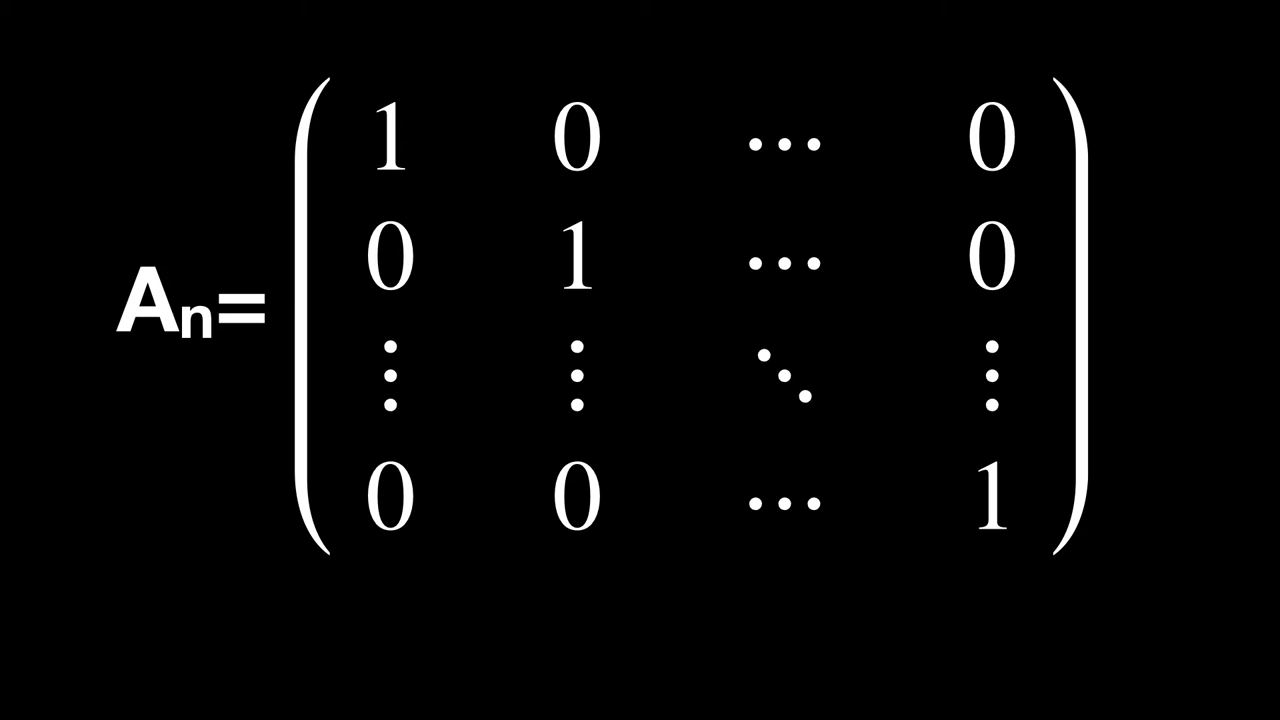 1 0 ⋯ 0
0 1 ⋯ 0
Aₙ=
⋮ ⋮ ⋱ ⋮
0 0 ⋯ 1